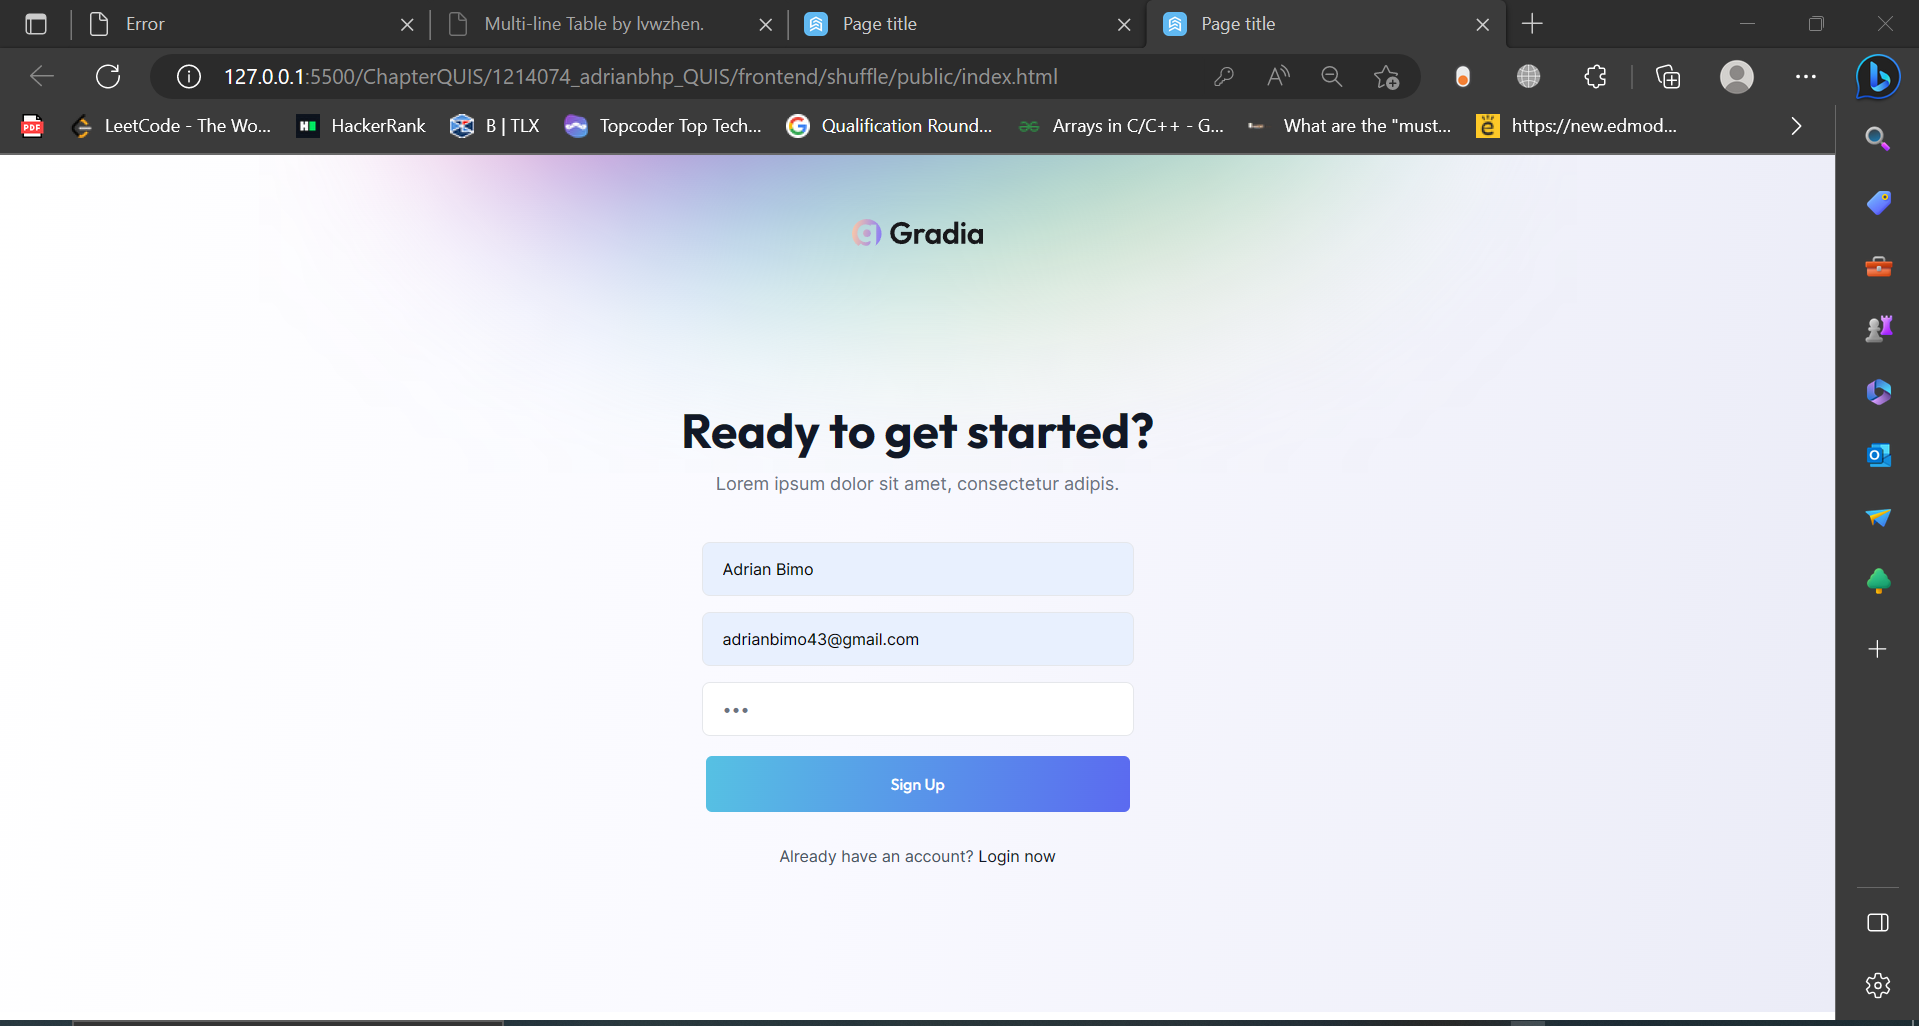 Error
Multi-line Table by lvwzhen.
Page title
Page title
127.0.0.1:5500/ChapterQUIS/1214074_adrianbhp_QUIS/frontend/shuffle/public/index.html
PDF
LeetCode - The Wo...
HackerRank
B | TLX
Topcoder Top Tech...
Qualification Round...
Arrays in C/C++ - G...
What are the "must...
https://new.edmod...
Gradia
Ready to get started?
Lorem ipsum dolor sit amet, consectetur adipis.
Adrian Bimo
adrianbimo43@gmail.com
•••
Sign Up
Already have an account? Login now